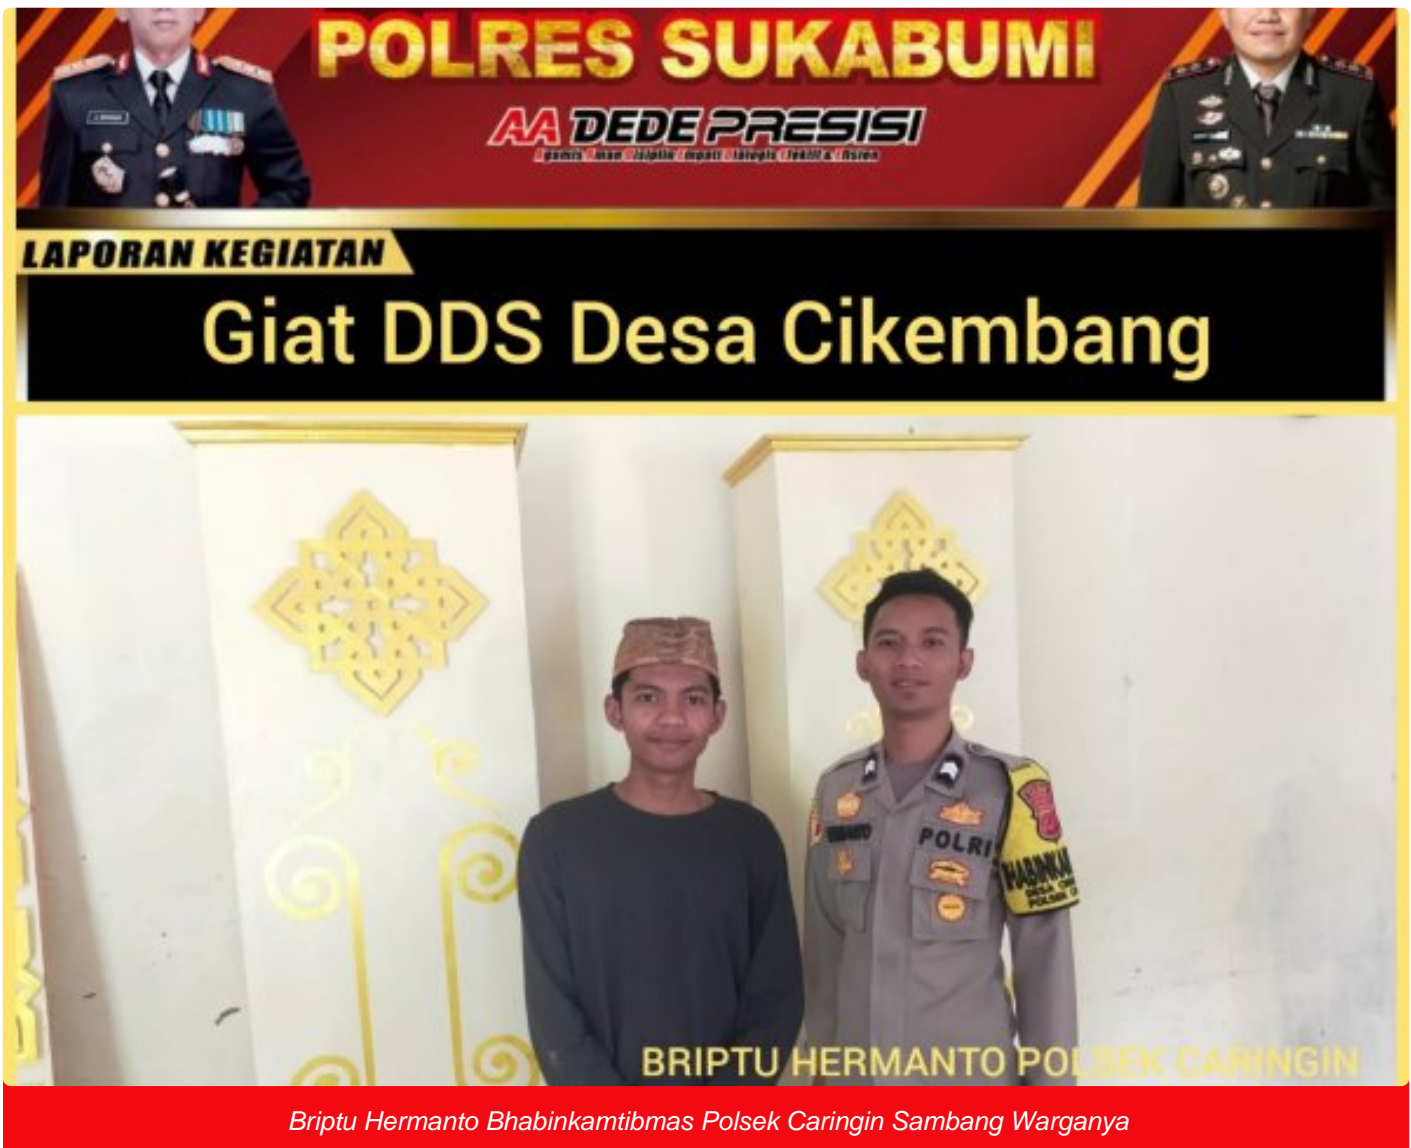 POLRES SUKABUMI
AA DEDE PRESISI
LAPORAN KEGIATAN
Giat DDS Desa Cikembang
POLRI
POLSEK
BRIPTU HERMANTO POLSEK CARINGIN
Briptu Hermanto Bhabinkamtibmas Polsek Caringin Sambang Warganya